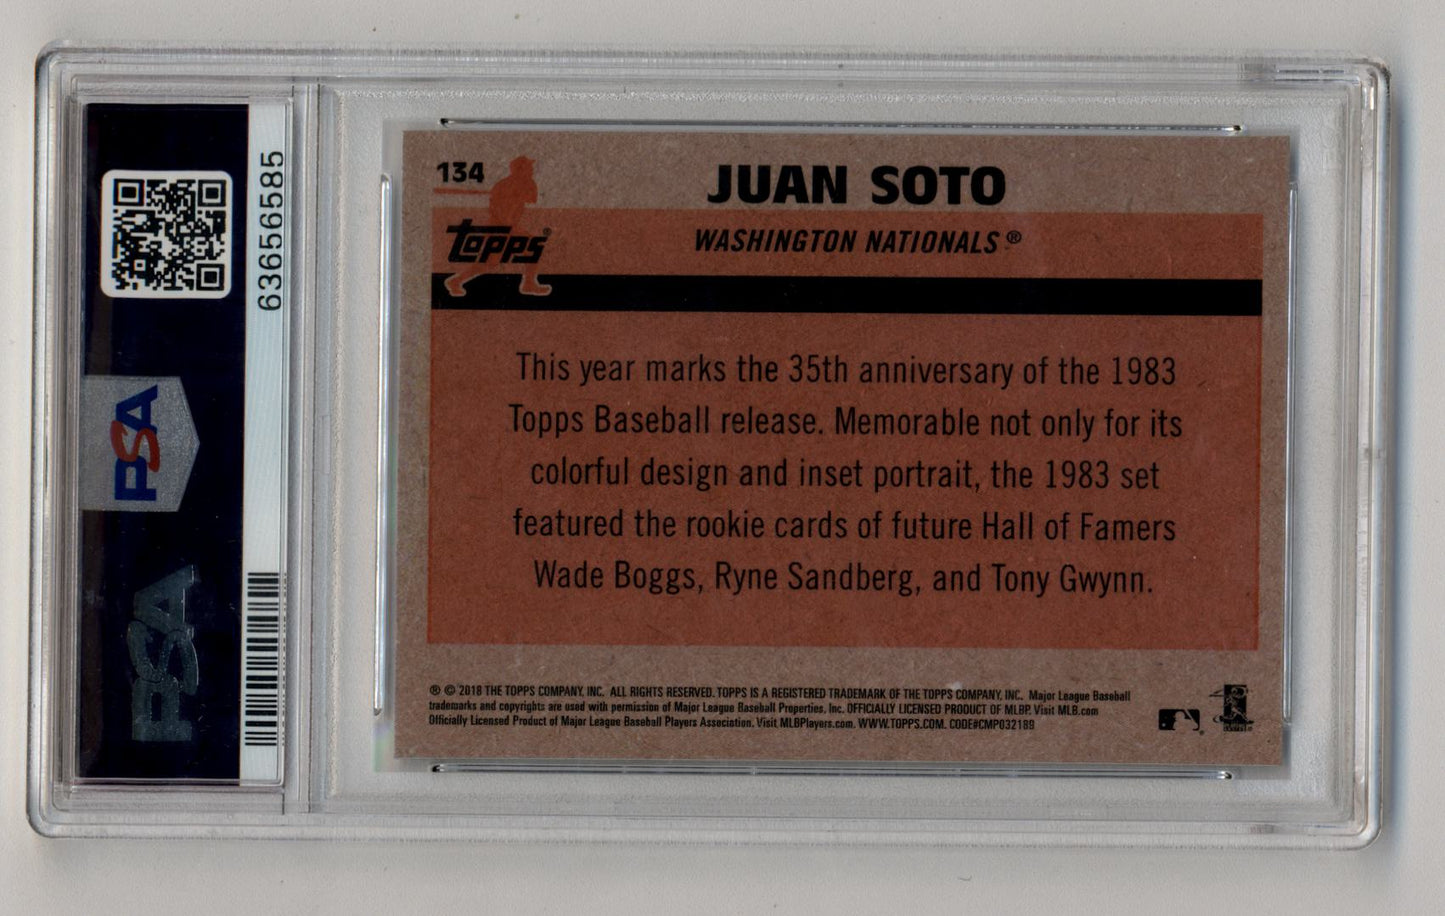 134
JUAN SOTO
topps®
WASHINGTON NATIONALS®
This year marks the 35th anniversary of the 1983
Topps Baseball release. Memorable not only for its
colorful design and inset portrait, the 1983 set
featured the rookie cards of future Hall of Famers
Wade Boggs, Ryne Sandberg, and Tony Gwynn.
® © 2018 THE TOPPS COMPANY, INC. ALL RIGHTS RESERVED. TOPPS IS A REGISTERED TRADEMARK OF THE TOPPS COMPANY, INC. Major League Baseball
trademarks and copyrights are used with permission of Major League Baseball Properties, Inc. OFFICIALLY LICENSED PRODUCT OF MLBP. Visit MLB.com
Officially Licensed Product of Major League Baseball Players Association. Visit MLBPlayers.com. WWW.TOPPS.COM. CODE#CMP032189
63656585
PSA
PSA